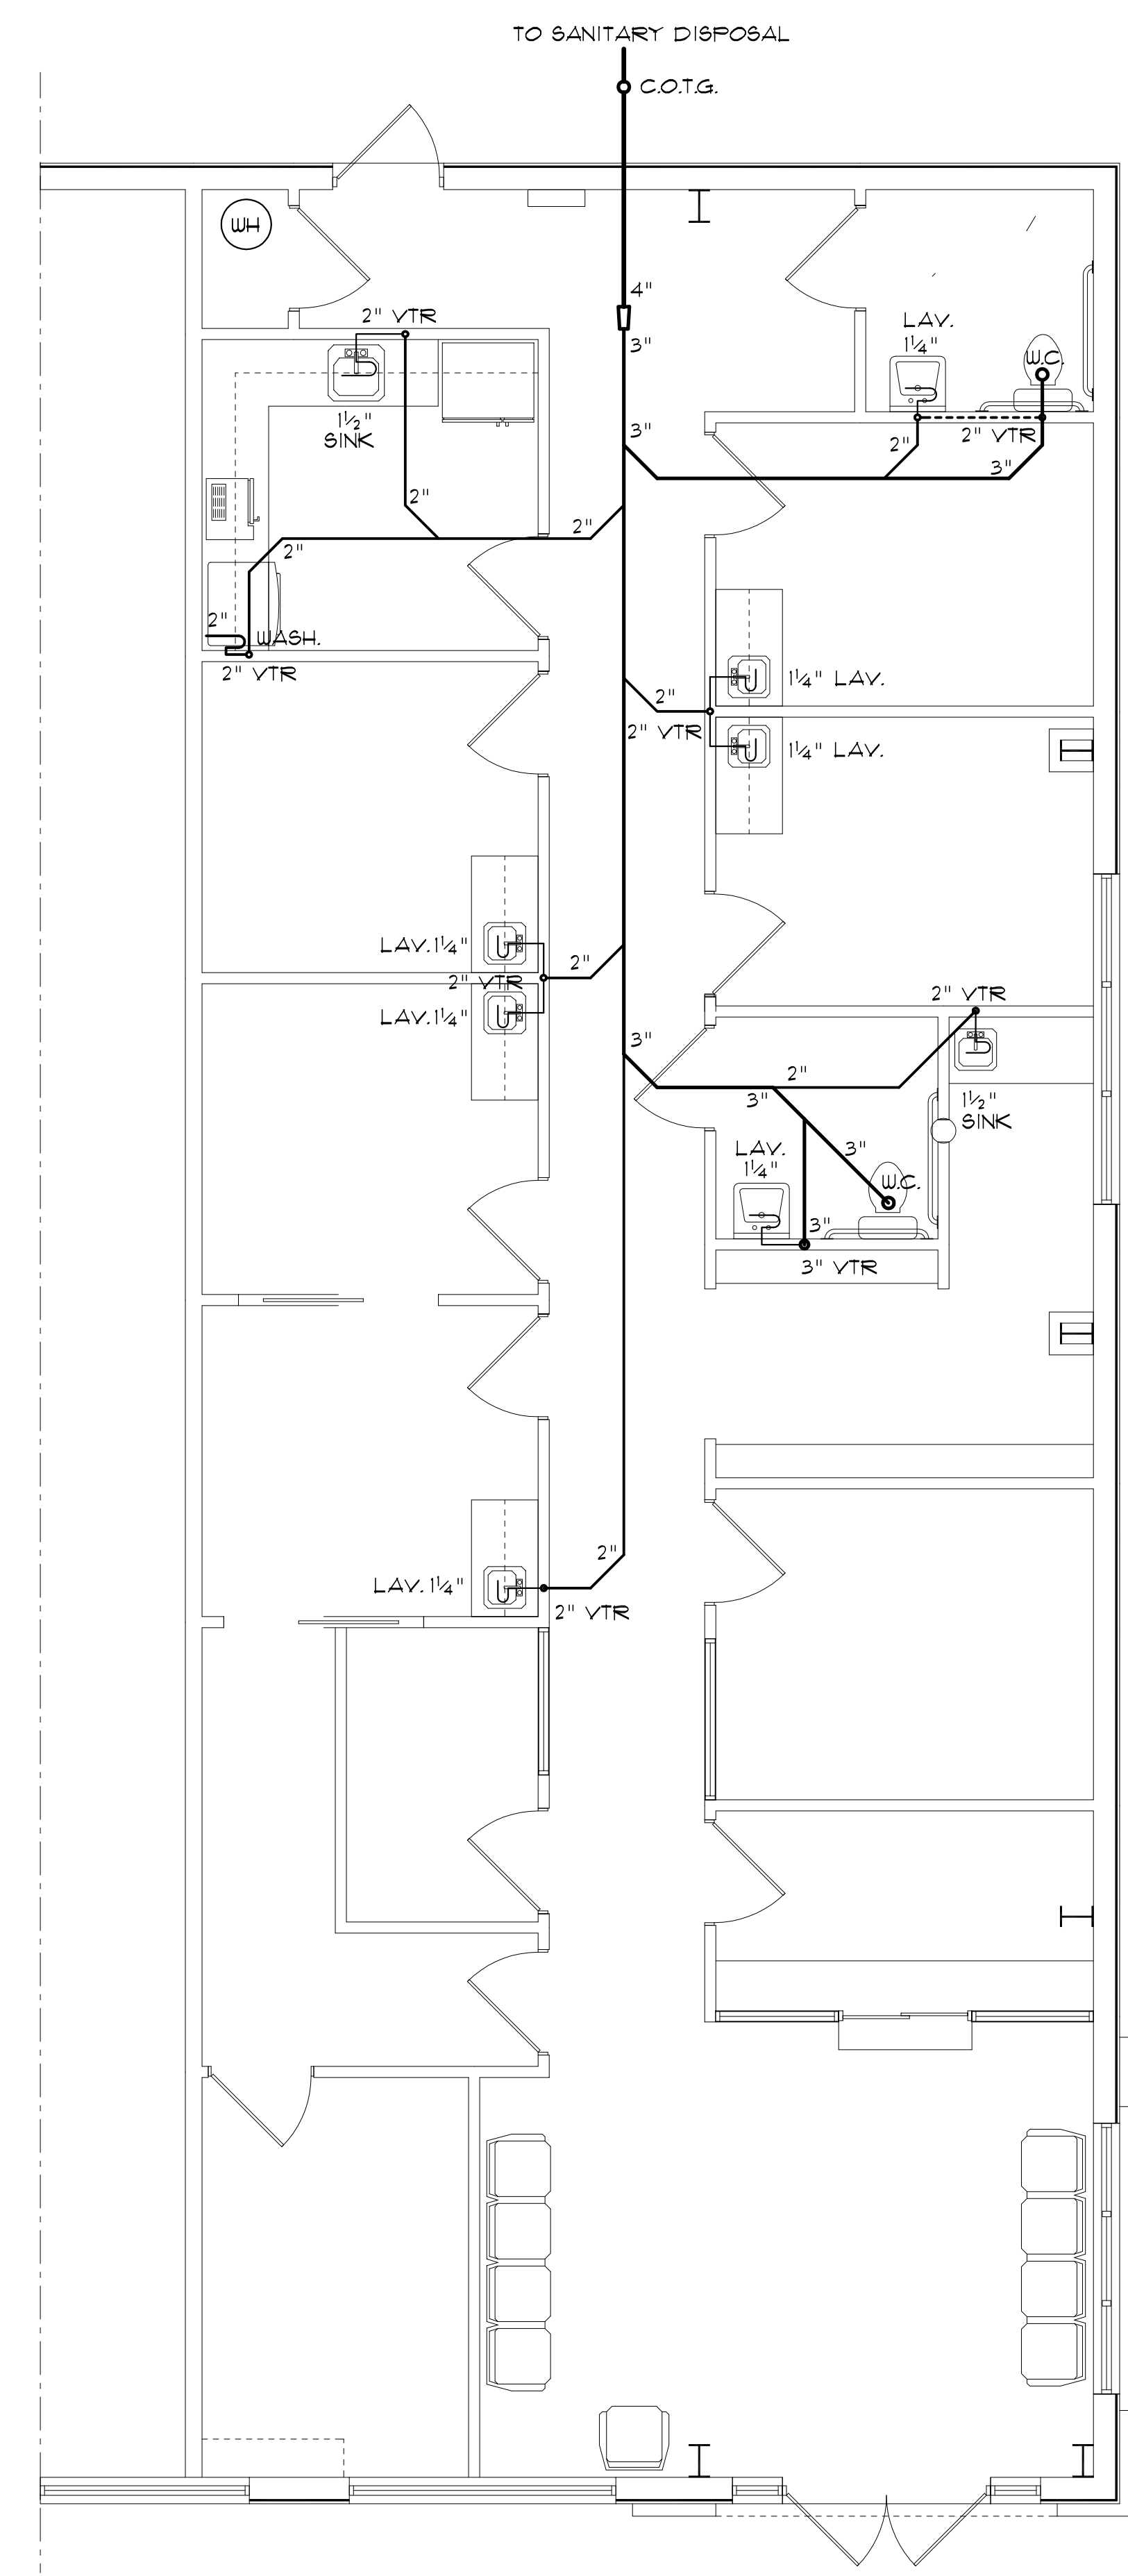 TO SANITARY DISPOSAL
C.O.T.G.
WH
4"
2" VTR
LAV.
1¼"
3"
W.C.
1½"
SINK
3"
2"
2" VTR
3"
2"
2"
2"
2"
WASH.
2" VTR
1¼" LAV.
2"
2" VTR
1¼" LAV.
LAV. 1¼"
2"
2" VTR
LAV. 1¼"
2" VTR
3"
2"
3"
1½"
SINK
LAV.
1¼"
3"
W.C.
3"
3" VTR
2"
LAV. 1¼"
2" VTR